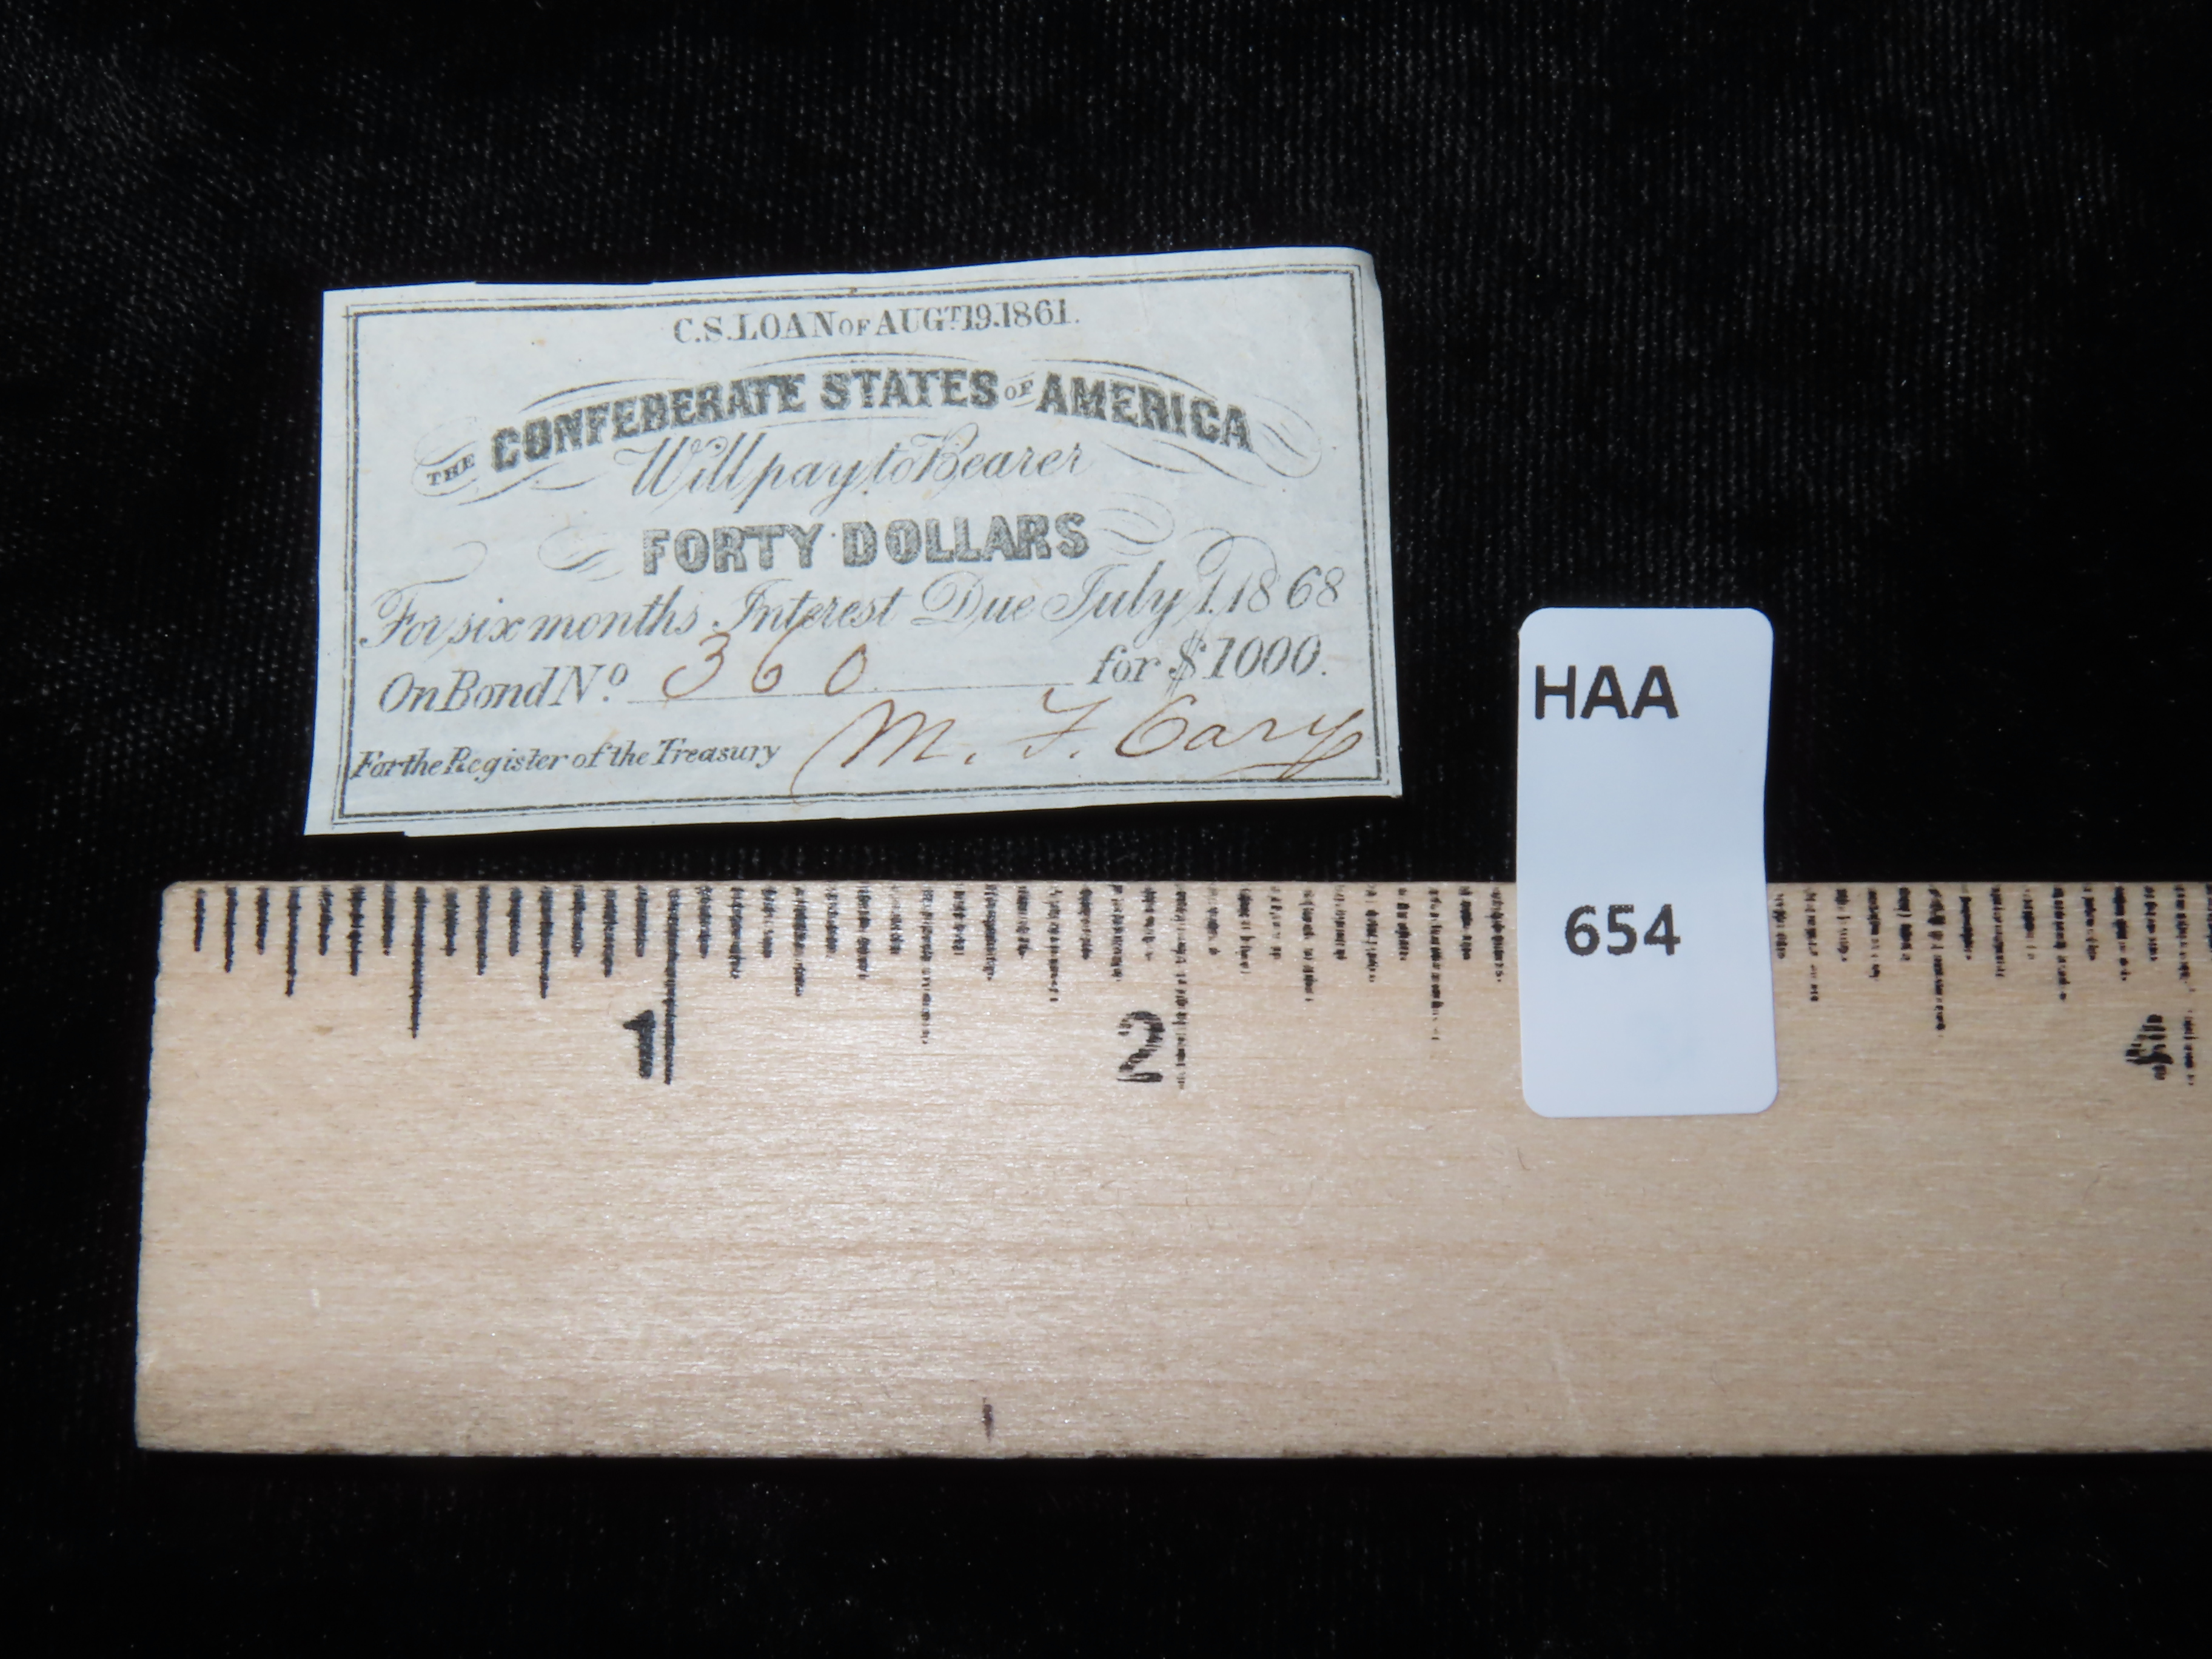 C.S. LOAN OF AUGT 19. 1861.
THE CONFEDERATE STATES OF AMERICA
Will pay to Bearer
FORTY DOLLARS
For six months Interest Due July 1. 1868
On Bond No. 360 for $1000.
For the Register of the Treasury M. F. Cary
HAA
654
1 2 4